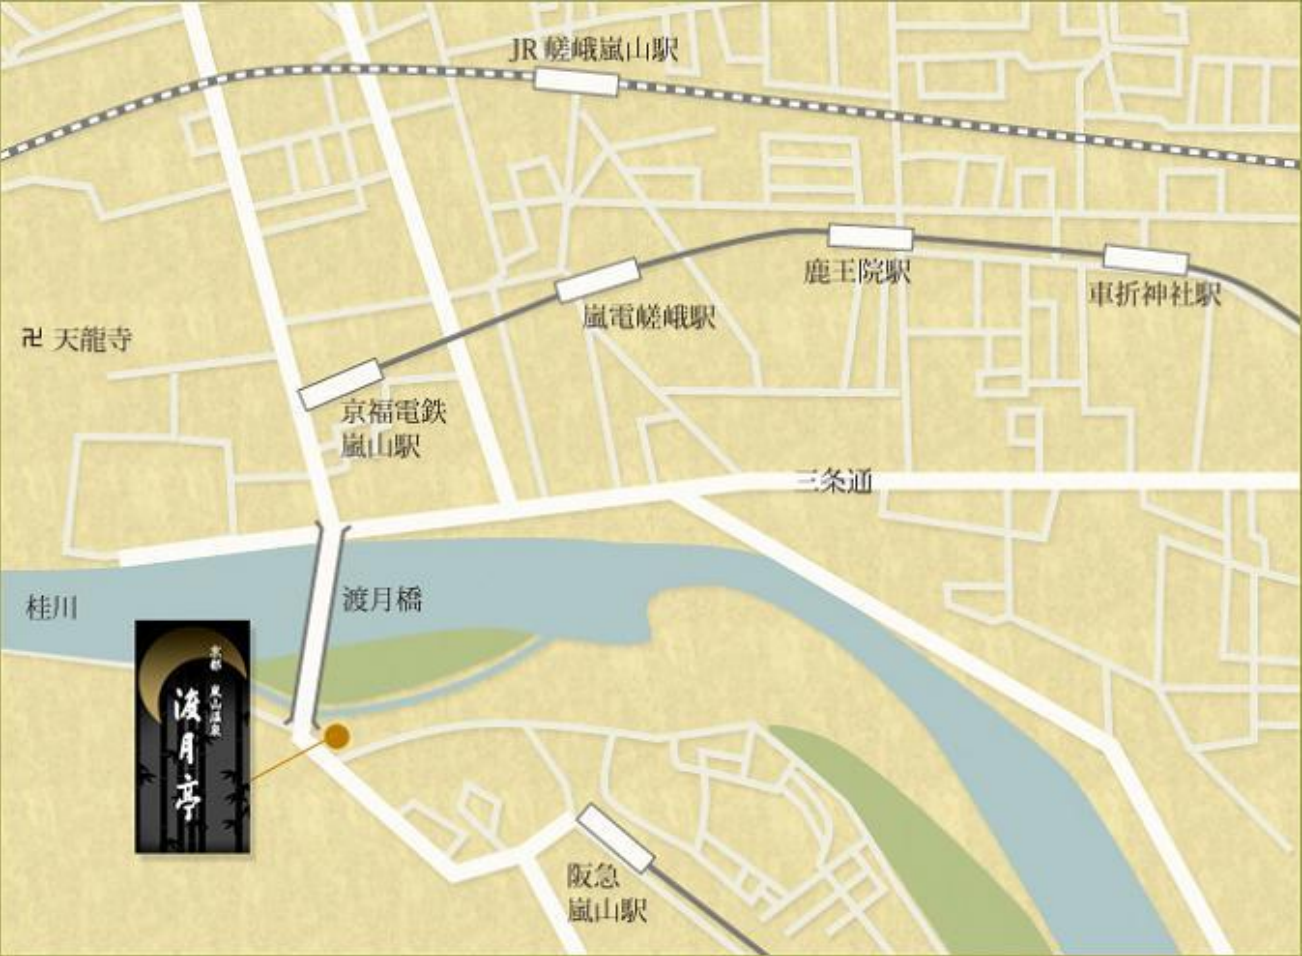 JR 嵯峨嵐山駅
鹿王院駅
車折神社駅
嵐電嵯峨駅
卍 天龍寺
京福電鉄
嵐山駅
三条通
桂川
渡月橋
京都 嵐山温泉
渡月亭
阪急
嵐山駅